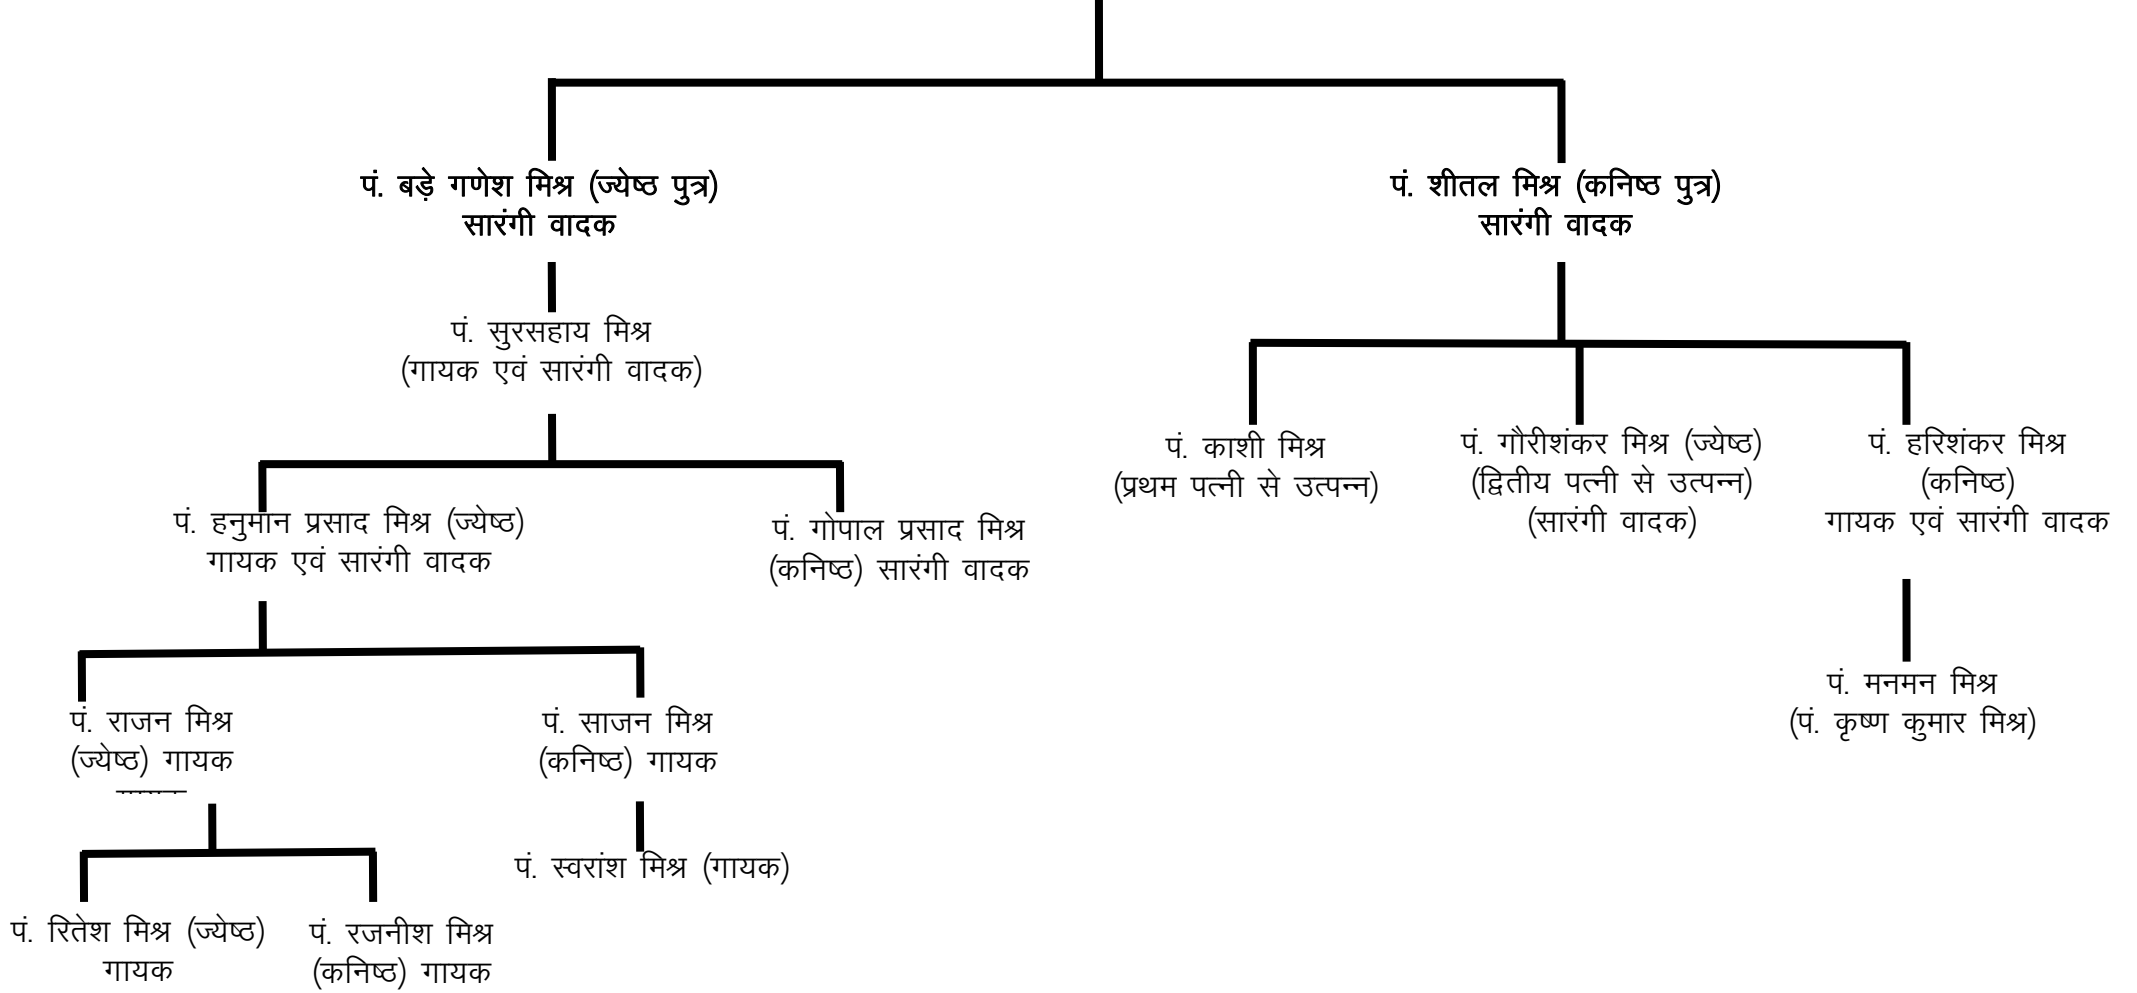 पं. बड़े गणेश मिश्र (ज्येष्ठ पुत्र)
सारंगी वादक
पं. शीतल मिश्र (कनिष्ठ पुत्र)
सारंगी वादक
पं. सुरसहाय मिश्र
(गायक एवं सारंगी वादक)
पं. काशी मिश्र
(प्रथम पत्नी से उत्पन्न)
पं. गौरीशंकर मिश्र (ज्येष्ठ)
(द्वितीय पत्नी से उत्पन्न)
(सारंगी वादक)
पं. हरिशंकर मिश्र
(कनिष्ठ)
गायक एवं सारंगी वादक
पं. हनुमान प्रसाद मिश्र (ज्येष्ठ)
गायक एवं सारंगी वादक
पं. गोपाल प्रसाद मिश्र
(कनिष्ठ) सारंगी वादक
पं. मनमन मिश्र
(पं. कृष्ण कुमार मिश्र)
पं. राजन मिश्र
(ज्येष्ठ) गायक
पं. साजन मिश्र
(कनिष्ठ) गायक
पं. स्वरांश मिश्र (गायक)
पं. रितेश मिश्र (ज्येष्ठ)
गायक
पं. रजनीश मिश्र
(कनिष्ठ) गायक